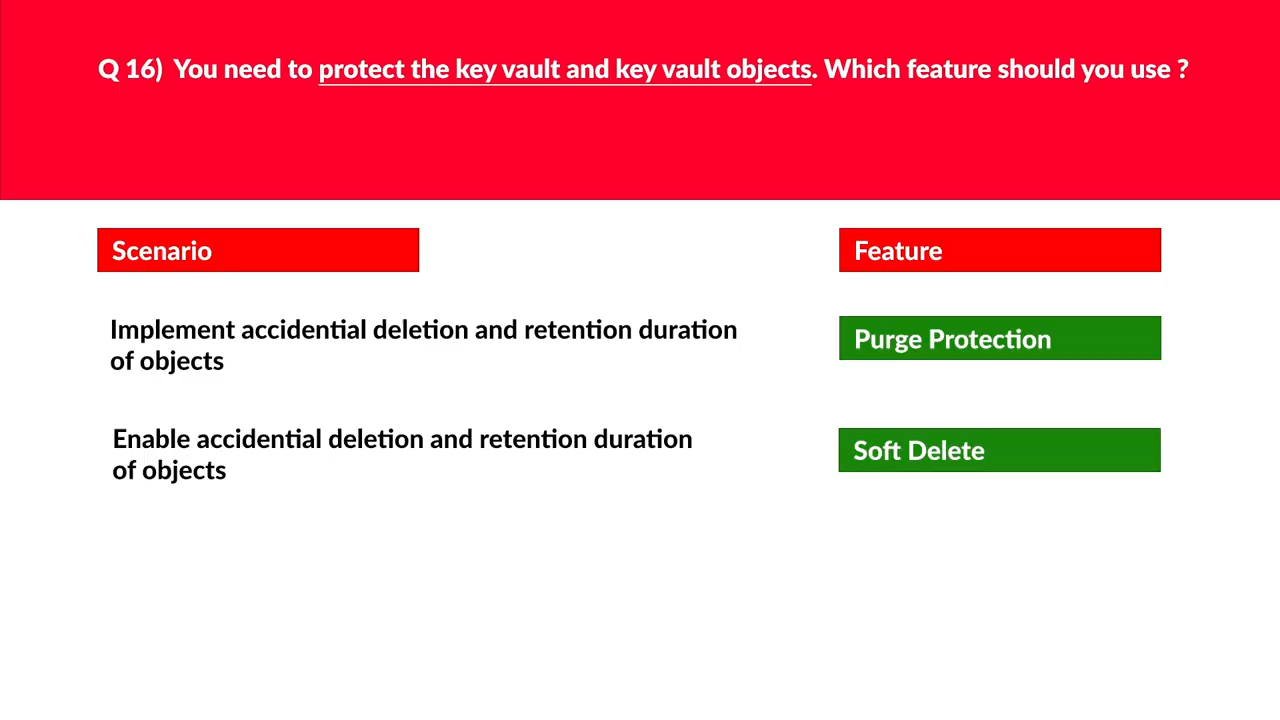 Q 16) You need to protect the key vault and key vault objects. Which feature should you use ?
Scenario
Feature
Implement accidential deletion and retention duration
of objects
Purge Protection
Enable accidential deletion and retention duration
of objects
Soft Delete